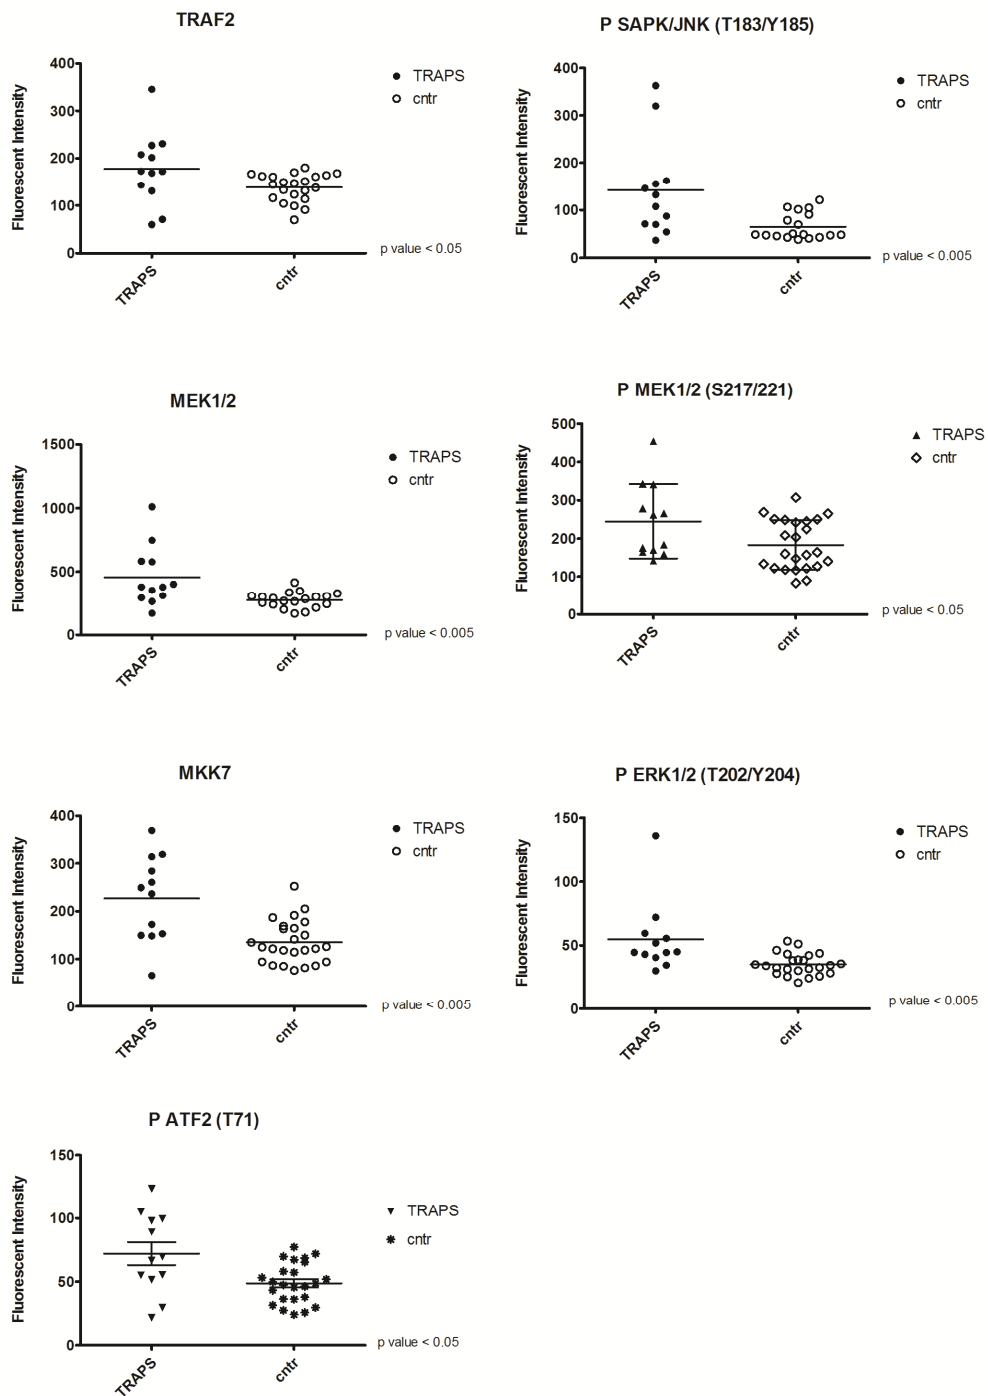 TRAF2
Fluorescent Intensity
400
300
200
100
0
TRAPS
cntr
TRAPS
cntr
p value < 0.05
P SAPK/JNK (T183/Y185)
Fluorescent Intensity
400
300
200
100
0
TRAPS
cntr
TRAPS
cntr
p value < 0.005
MEK1/2
Fluorescent Intensity
1500
1000
500
0
TRAPS
cntr
TRAPS
cntr
p value < 0.005
P MEK1/2 (S217/221)
Fluorescent Intensity
500
400
300
200
100
0
TRAPS
cntr
TRAPS
cntr
p value < 0.05
MKK7
Fluorescent Intensity
400
300
200
100
0
TRAPS
cntr
TRAPS
cntr
p value < 0.005
P ERK1/2 (T202/Y204)
Fluorescent Intensity
150
100
50
0
TRAPS
cntr
TRAPS
cntr
p value < 0.005
P ATF2 (T71)
Fluorescent Intensity
150
100
50
0
TRAPS
cntr
TRAPS
cntr
p value < 0.05